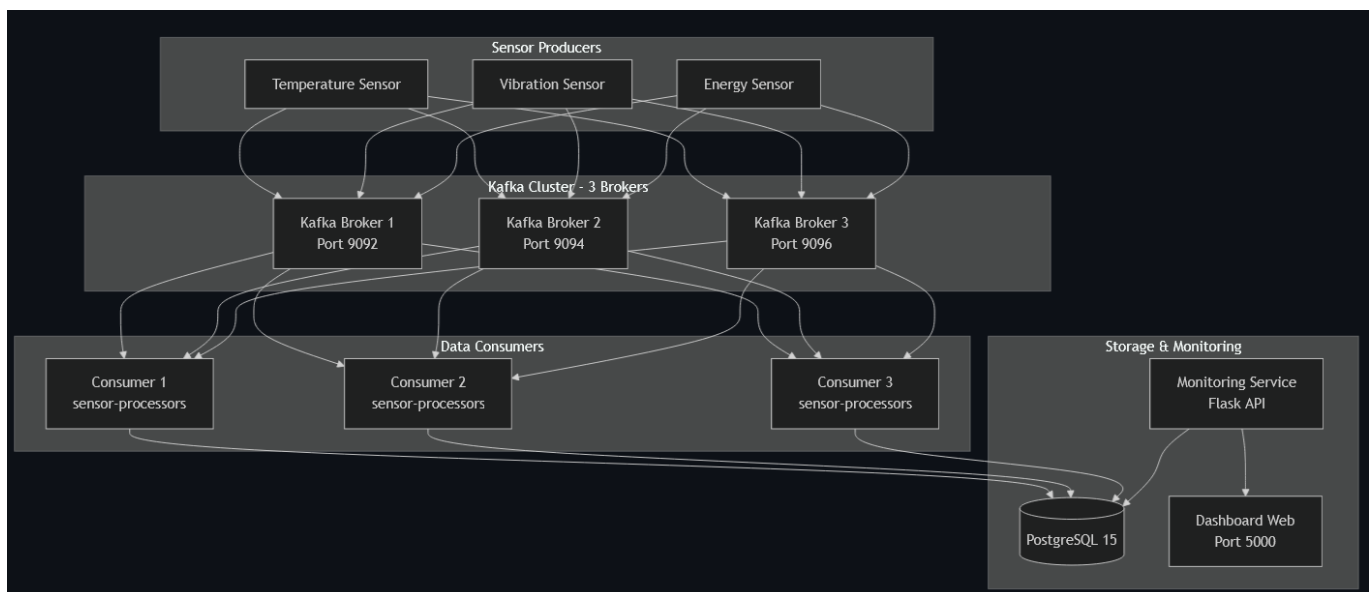 Sensor Producers
Temperature Sensor
Vibration Sensor
Energy Sensor
Kafka Cluster - 3 Brokers
Kafka Broker 1
Port 9092
Kafka Broker 2
Port 9094
Kafka Broker 3
Port 9096
Data Consumers
Consumer 1
sensor-processors
Consumer 2
sensor-processors
Consumer 3
sensor-processors
Storage & Monitoring
Monitoring Service
Flask API
PostgreSQL 15
Dashboard Web
Port 5000